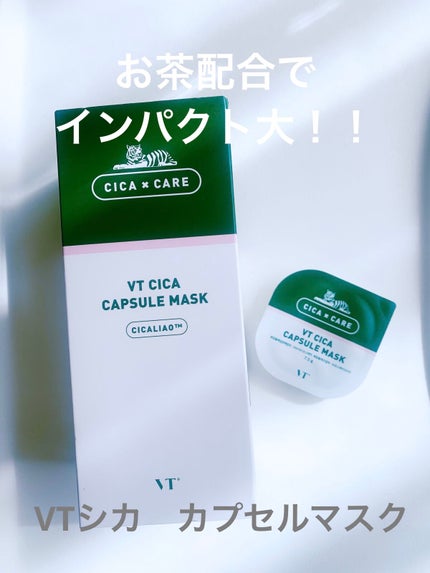 お茶配合で
インパクト大！！
CICA × CARE
VT CICA
CAPSULE MASK
CICALIAO™
VT®
CICA × CARE
VT CICA
CAPSULE MASK
VT
VTシカ　カプセルマスク